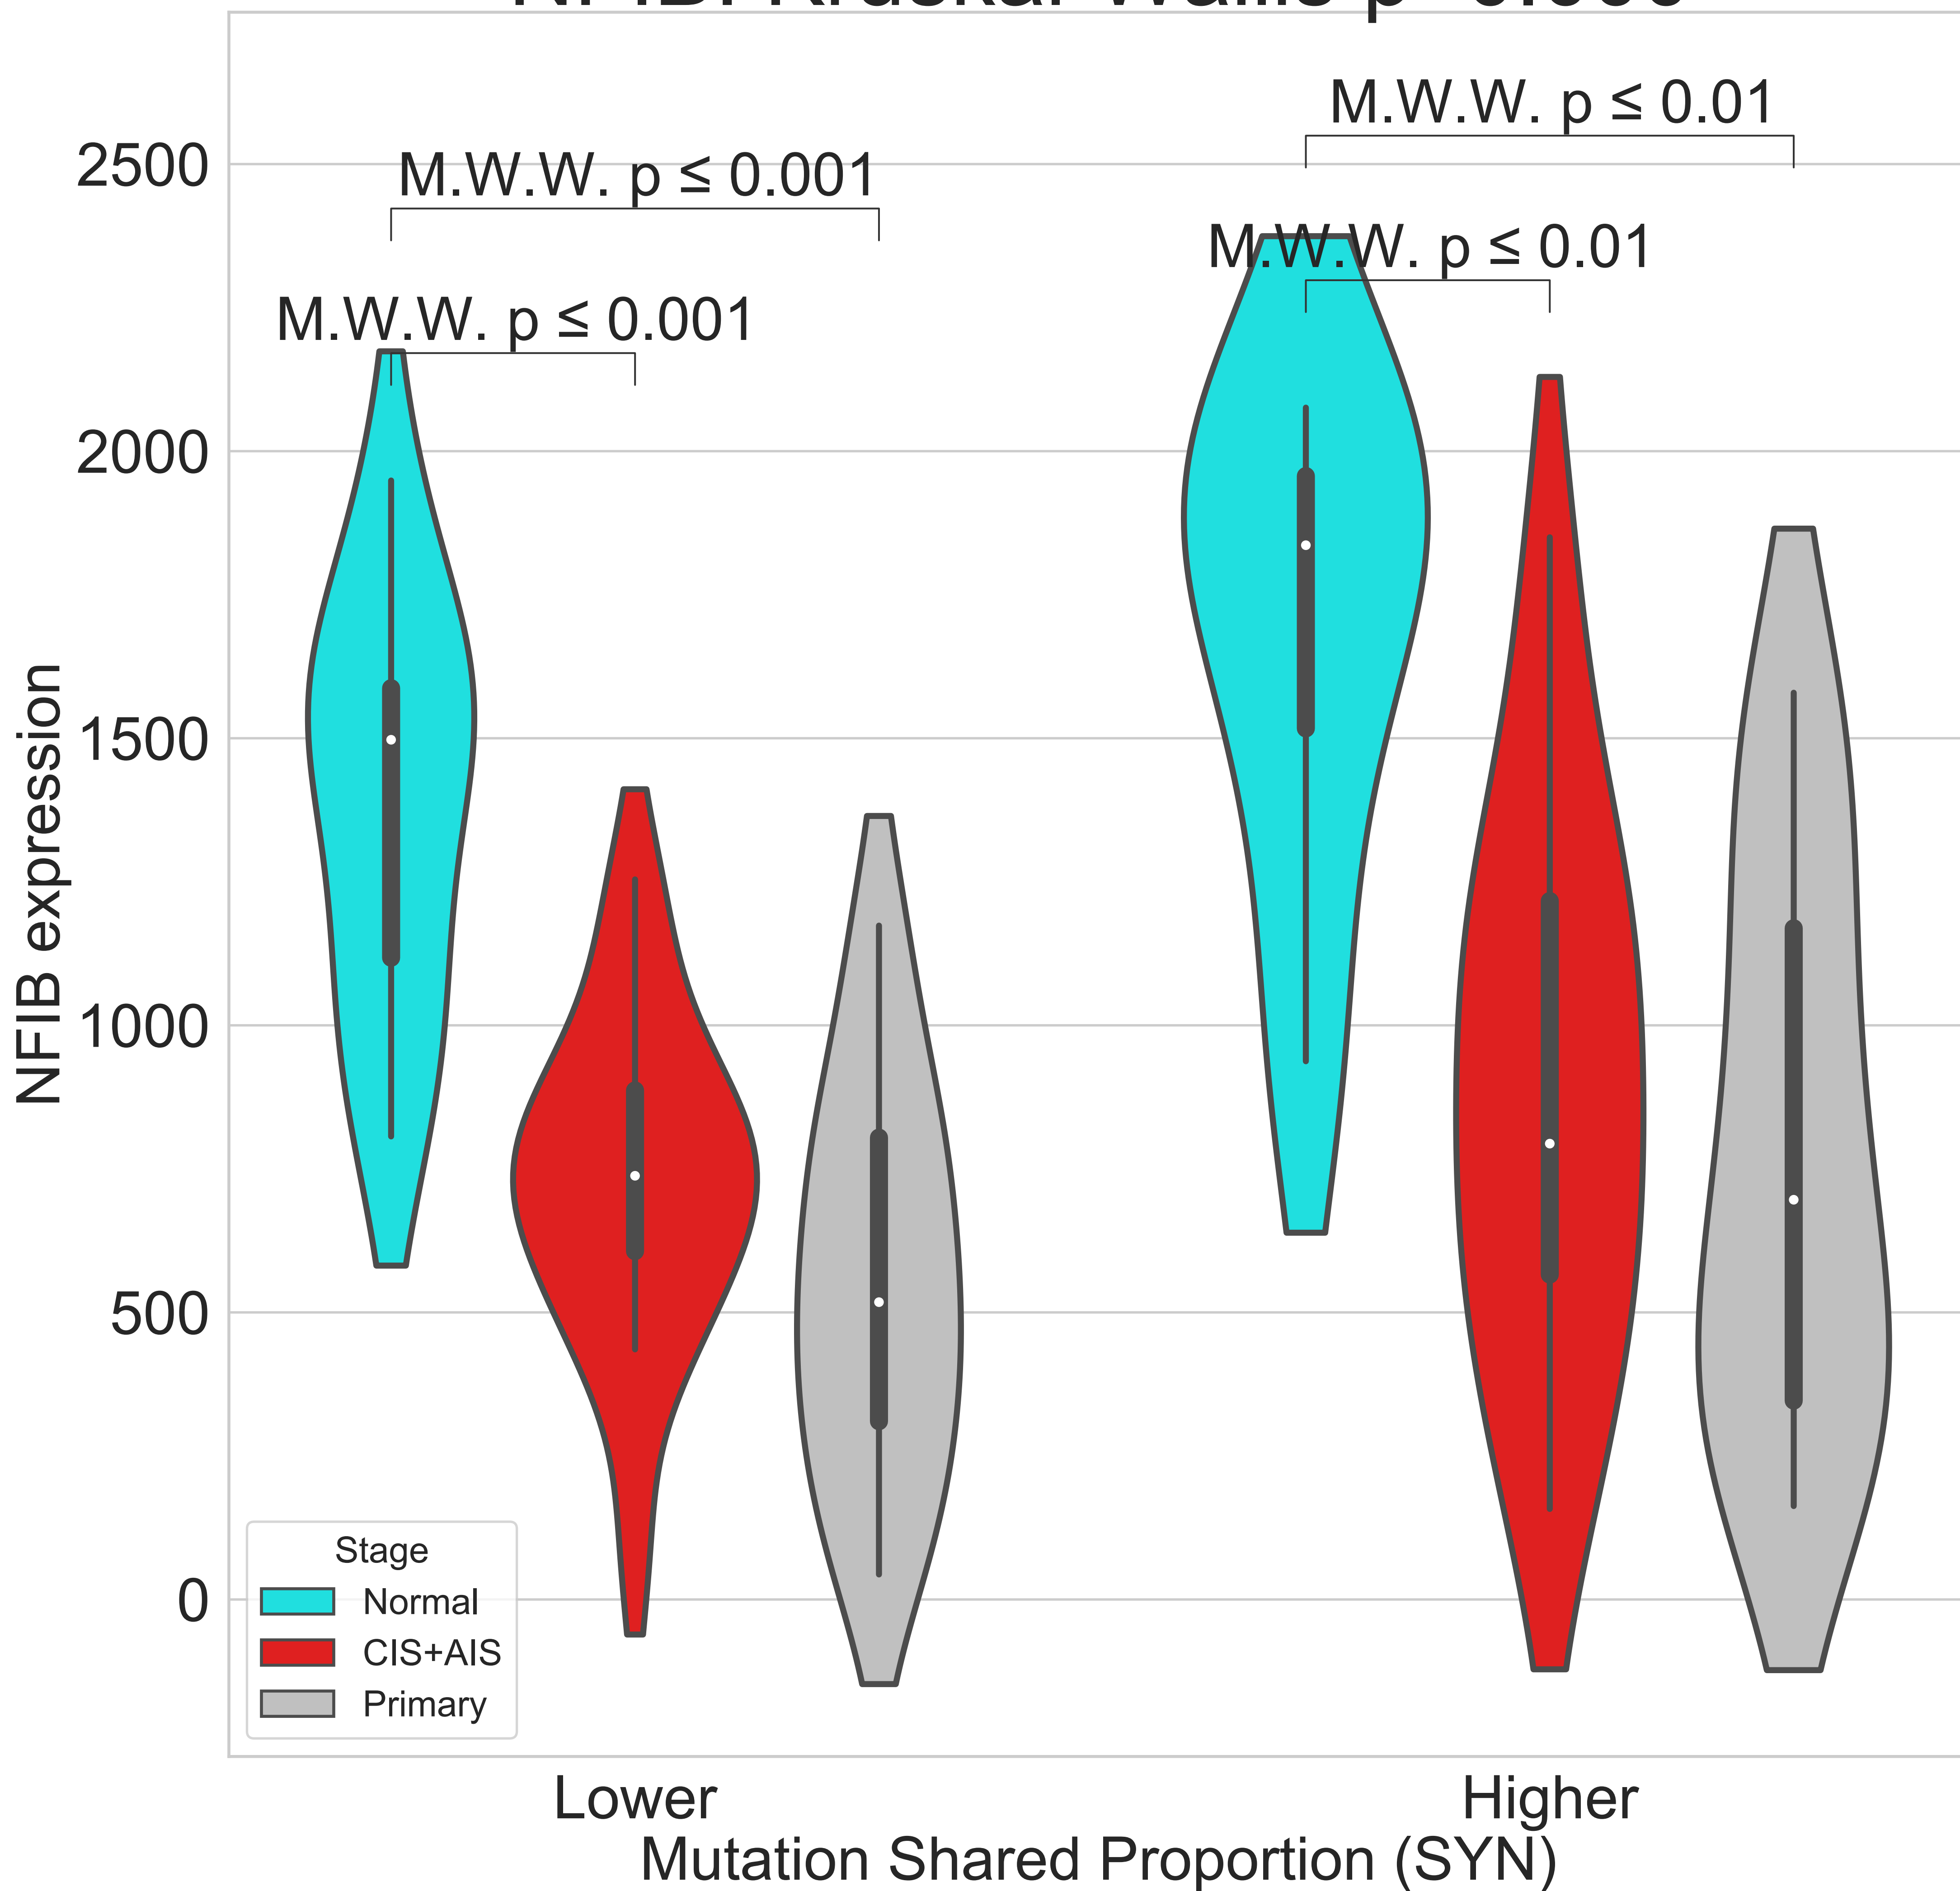 M.W.W. p ≤ 0.01
M.W.W. p ≤ 0.001
M.W.W. p ≤ 0.01
M.W.W. p ≤ 0.001
2500
2000
1500
1000
500
0
NFIB expression
Stage
Normal
CIS+AIS
Primary
Lower
Higher
Mutation Shared Proportion (SYN)